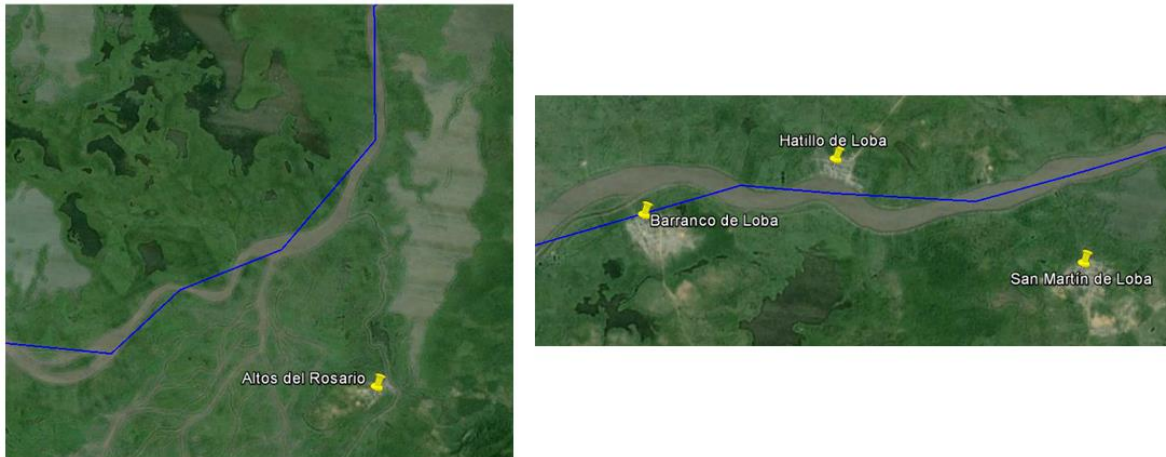 Altos del Rosario
Hatillo de Loba
Barranco de Loba
San Martín de Loba